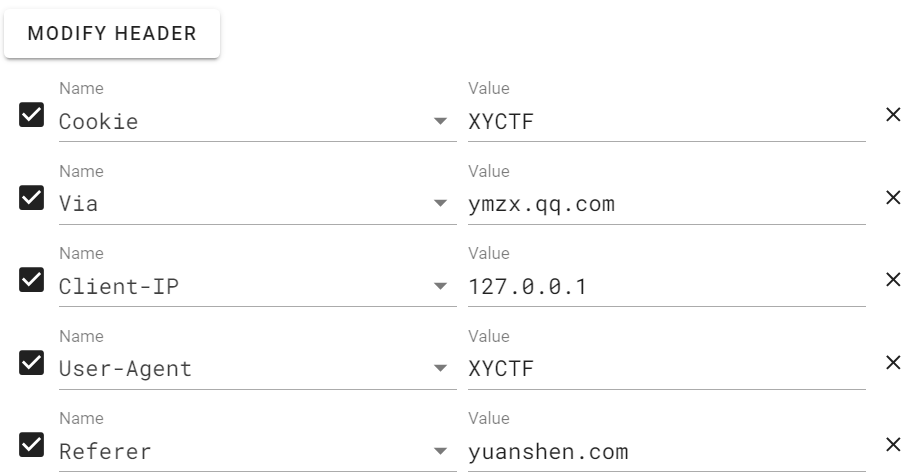 MODIFY HEADER
Name Value
Cookie XYCTF
Name Value
Via ymzx.qq.com
Name Value
Client-IP 127.0.0.1
Name Value
User-Agent XYCTF
Name Value
Referer yuanshen.com